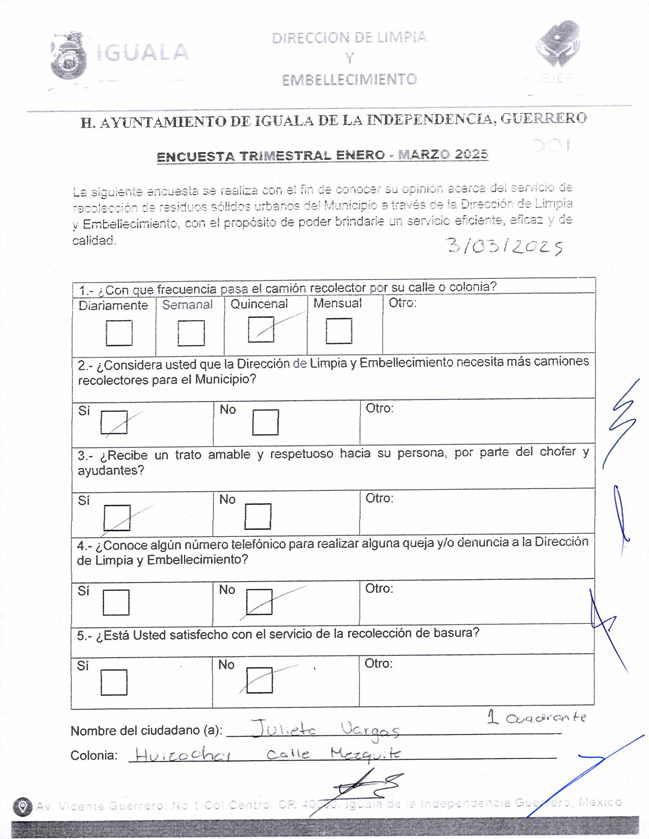 IGUALA
DIRECCION DE LIMPIA
Y
EMBELLECIMIENTO
H. AYUNTAMIENTO DE IGUALA DE LA INDEPENDENCIA, GUERRERO
001
ENCUESTA TRIMESTRAL ENERO - MARZO 2025
La siguiente encuesta se realiza con el fin de conocer su opinión acerca del servicio de
recolección de residuos sólidos urbanos del Municipio a través de la Dirección de Limpia
y Embellecimiento, con el propósito de poder brindarle un servicio eficiente, eficaz y de
calidad.
3/03/2025
1.- ¿Con que frecuencia pasa el camión recolector por su calle o colonia?
Diariamente Semanal Quincenal Mensual Otro:
2.- ¿Considera usted que la Dirección de Limpia y Embellecimiento necesita más camiones
recolectores para el Municipio?
Sí No Otro:
3.- ¿Recibe un trato amable y respetuoso hacia su persona, por parte del chofer y
ayudantes?
Sí No Otro:
4.- ¿Conoce algún número telefónico para realizar alguna queja y/o denuncia a la Dirección
de Limpia y Embellecimiento?
Sí No Otro:
5.- ¿Está Usted satisfecho con el servicio de la recolección de basura?
Sí No Otro:
1 Cuadrante
Nombre del ciudadano (a): Julieta Vargas
Colonia: Huizachal Calle Mezquite
Av. Vicente Guerrero, No 1 Col Centro, CP. Iguala de la Independencia Guerrero, México